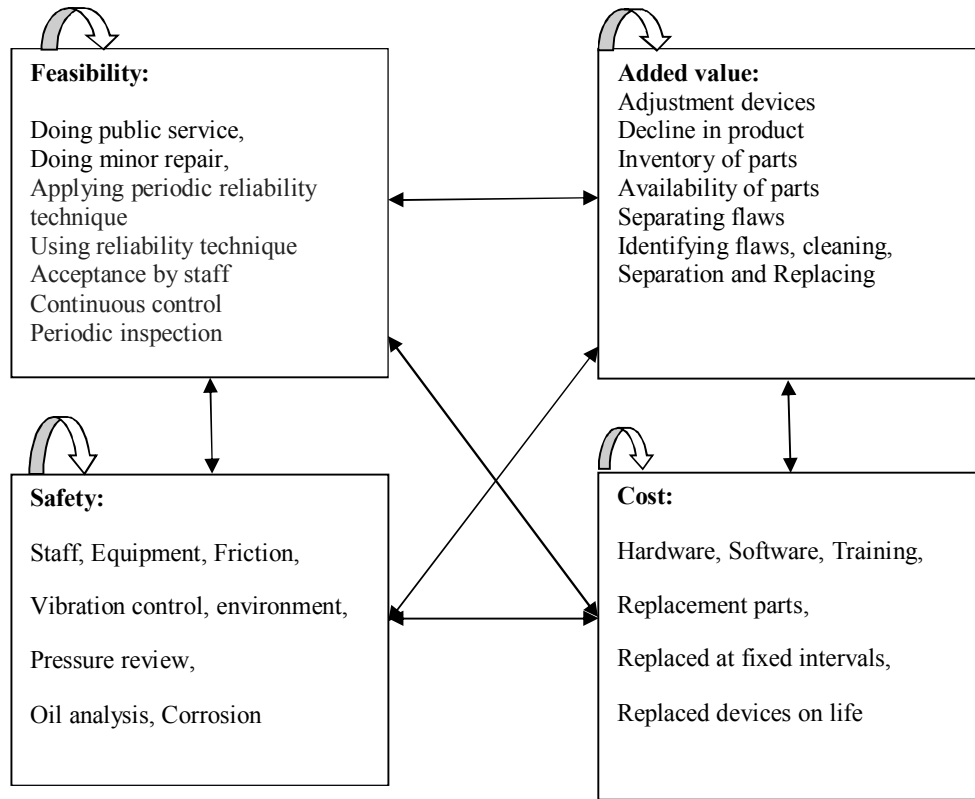 Feasibility:
Doing public service,
Doing minor repair,
Applying periodic reliability
technique
Using reliability technique
Acceptance by staff
Continuous control
Periodic inspection
Added value:
Adjustment devices
Decline in product
Inventory of parts
Availability of parts
Separating flaws
Identifying flaws, cleaning,
Separation and Replacing
Safety:
Staff, Equipment, Friction,
Vibration control, environment,
Pressure review,
Oil analysis, Corrosion
Cost:
Hardware, Software, Training,
Replacement parts,
Replaced at fixed intervals,
Replaced devices on life